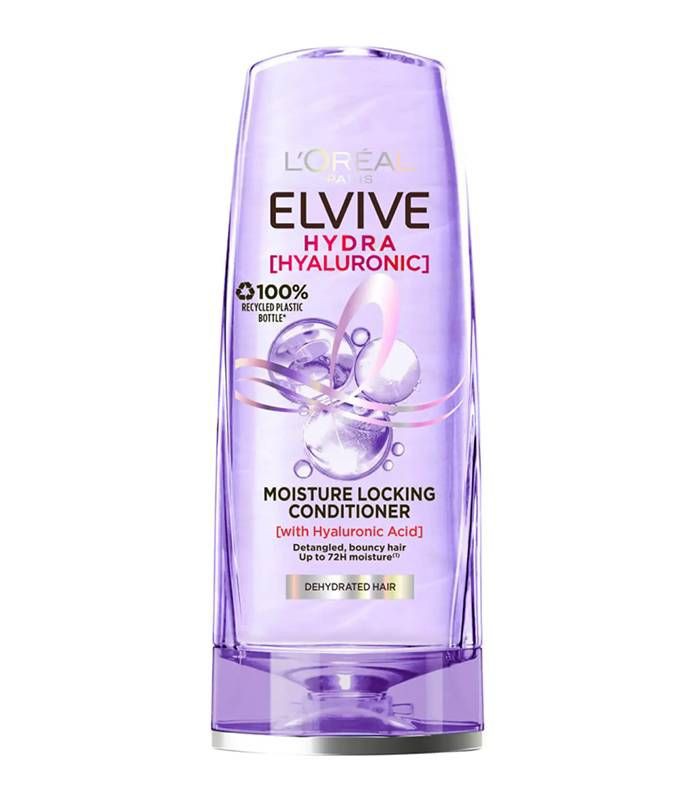 L'ORÉAL
PARIS
ELVIVE
HYDRA
[HYALURONIC]
100%
RECYCLED PLASTIC
BOTTLE*
MOISTURE LOCKING
CONDITIONER
[with Hyaluronic Acid]
Detangled, bouncy hair
Up to 72H moisture(1)
DEHYDRATED HAIR